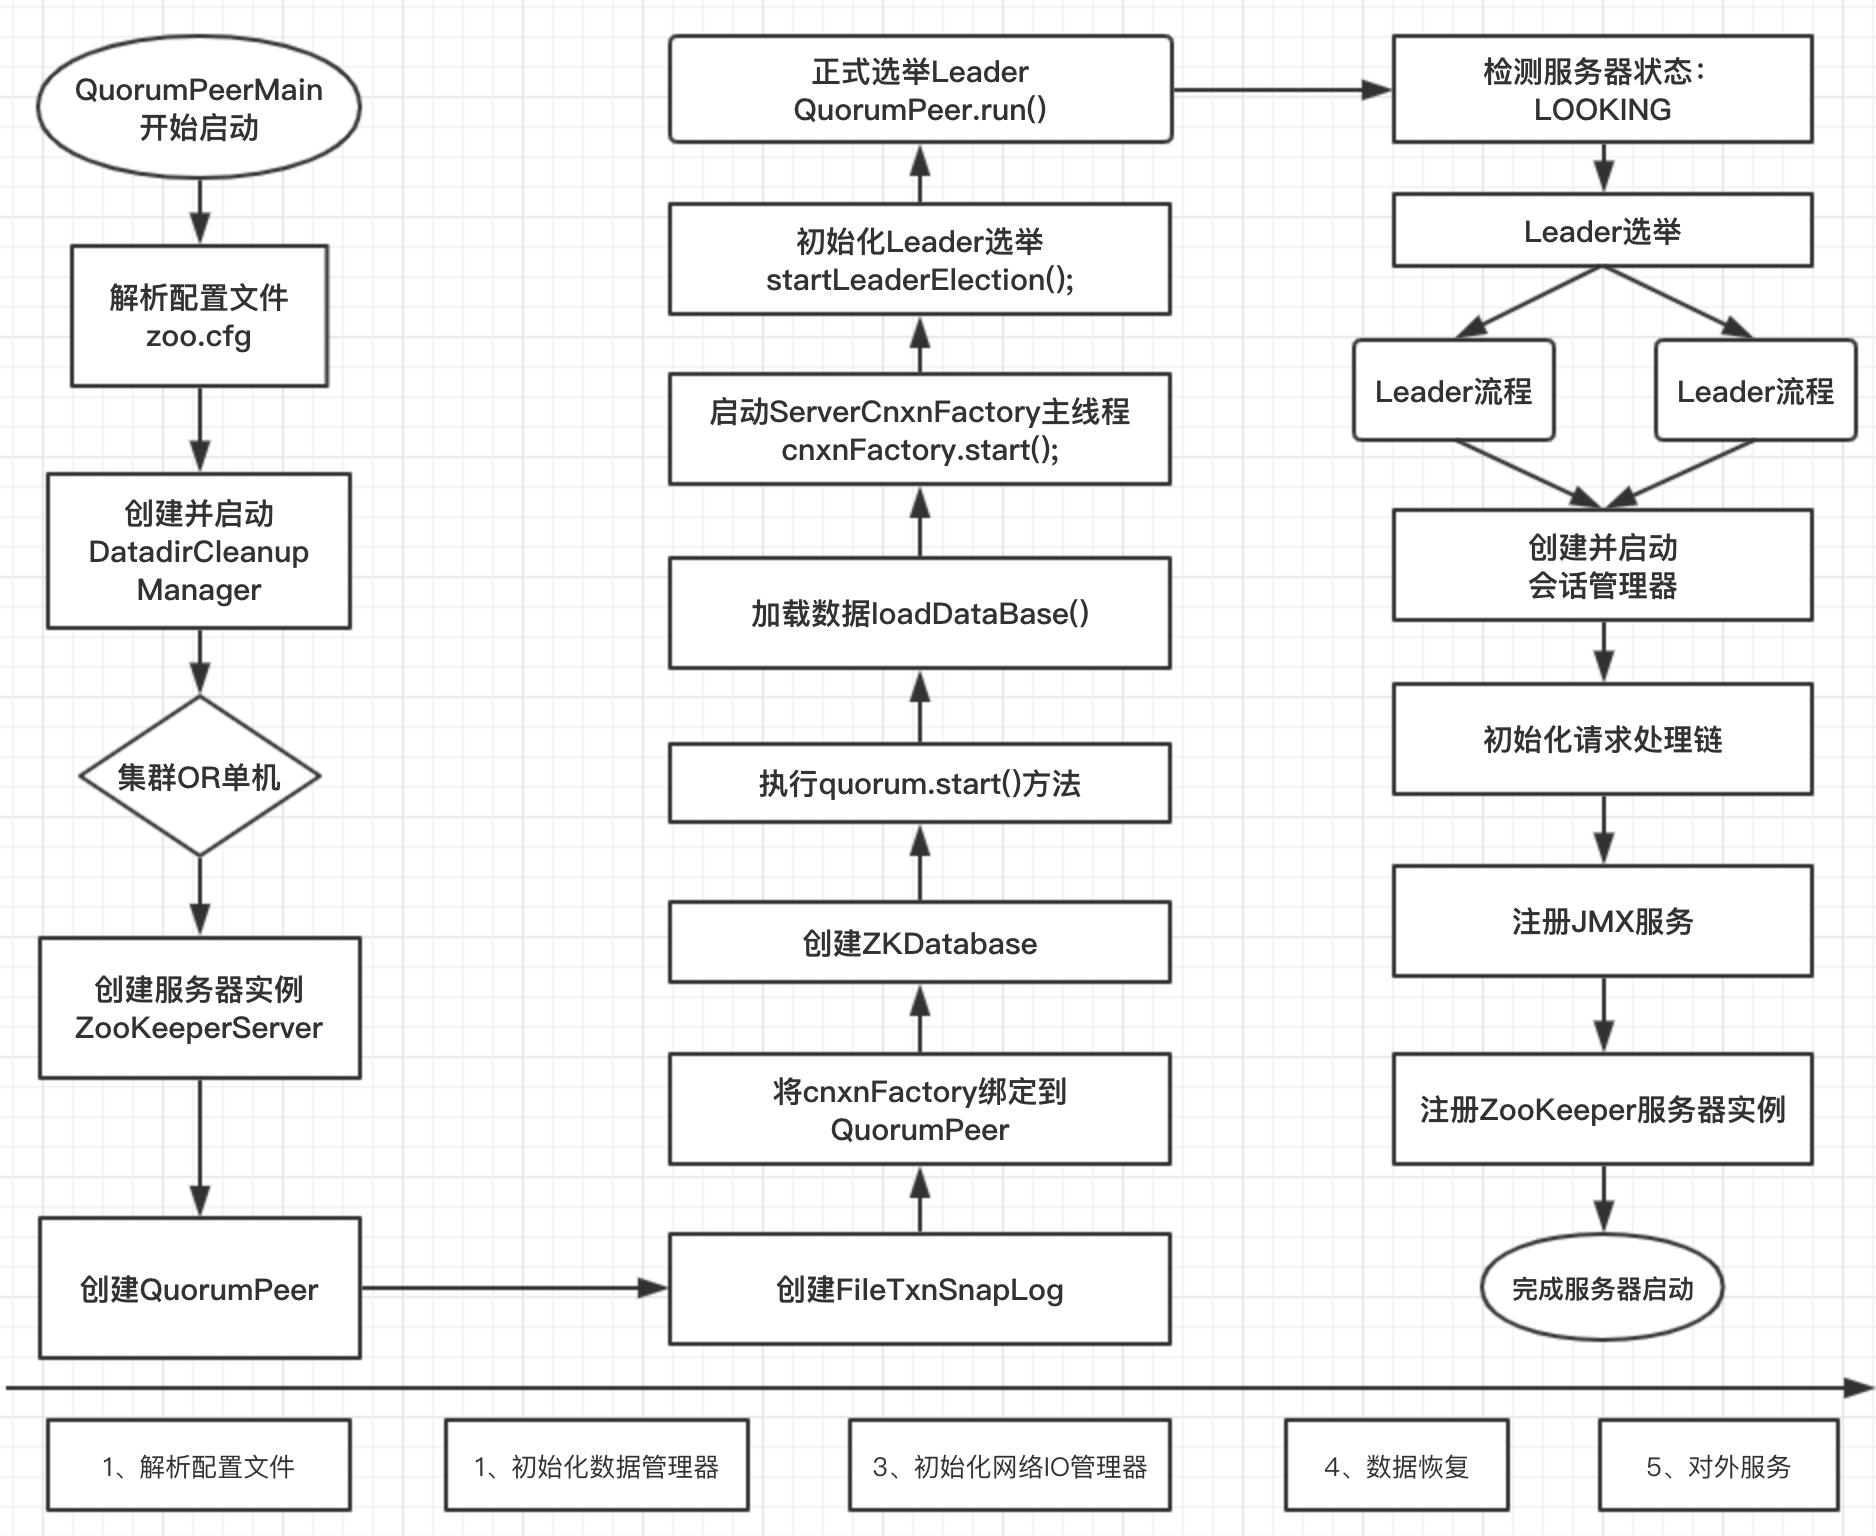 QuorumPeerMain
开始启动
解析配置文件
zoo.cfg
创建并启动
DatadirCleanup
Manager
集群OR单机
创建服务器实例
ZooKeeperServer
创建QuorumPeer
创建FileTxnSnapLog
将cnxnFactory绑定到
QuorumPeer
创建ZKDatabase
执行quorum.start()方法
加载数据loadDataBase()
启动ServerCnxnFactory主线程
cnxnFactory.start();
初始化Leader选举
startLeaderElection();
正式选举Leader
QuorumPeer.run()
检测服务器状态：
LOOKING
Leader选举
Leader流程
Leader流程
创建并启动
会话管理器
初始化请求处理链
注册JMX服务
注册ZooKeeper服务器实例
完成服务器启动
1、解析配置文件
1、初始化数据管理器
3、初始化网络IO管理器
4、数据恢复
5、对外服务